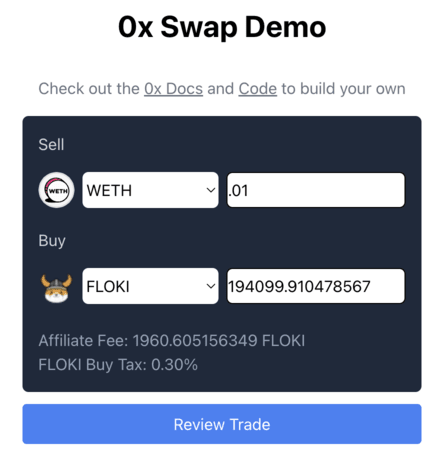 0x Swap Demo
Check out the 0x Docs and Code to build your own
Sell
WETH
WETH
.01
Buy
FLOKI
194099.910478567
Affiliate Fee: 1960.605156349 FLOKI
FLOKI Buy Tax: 0.30%
Review Trade